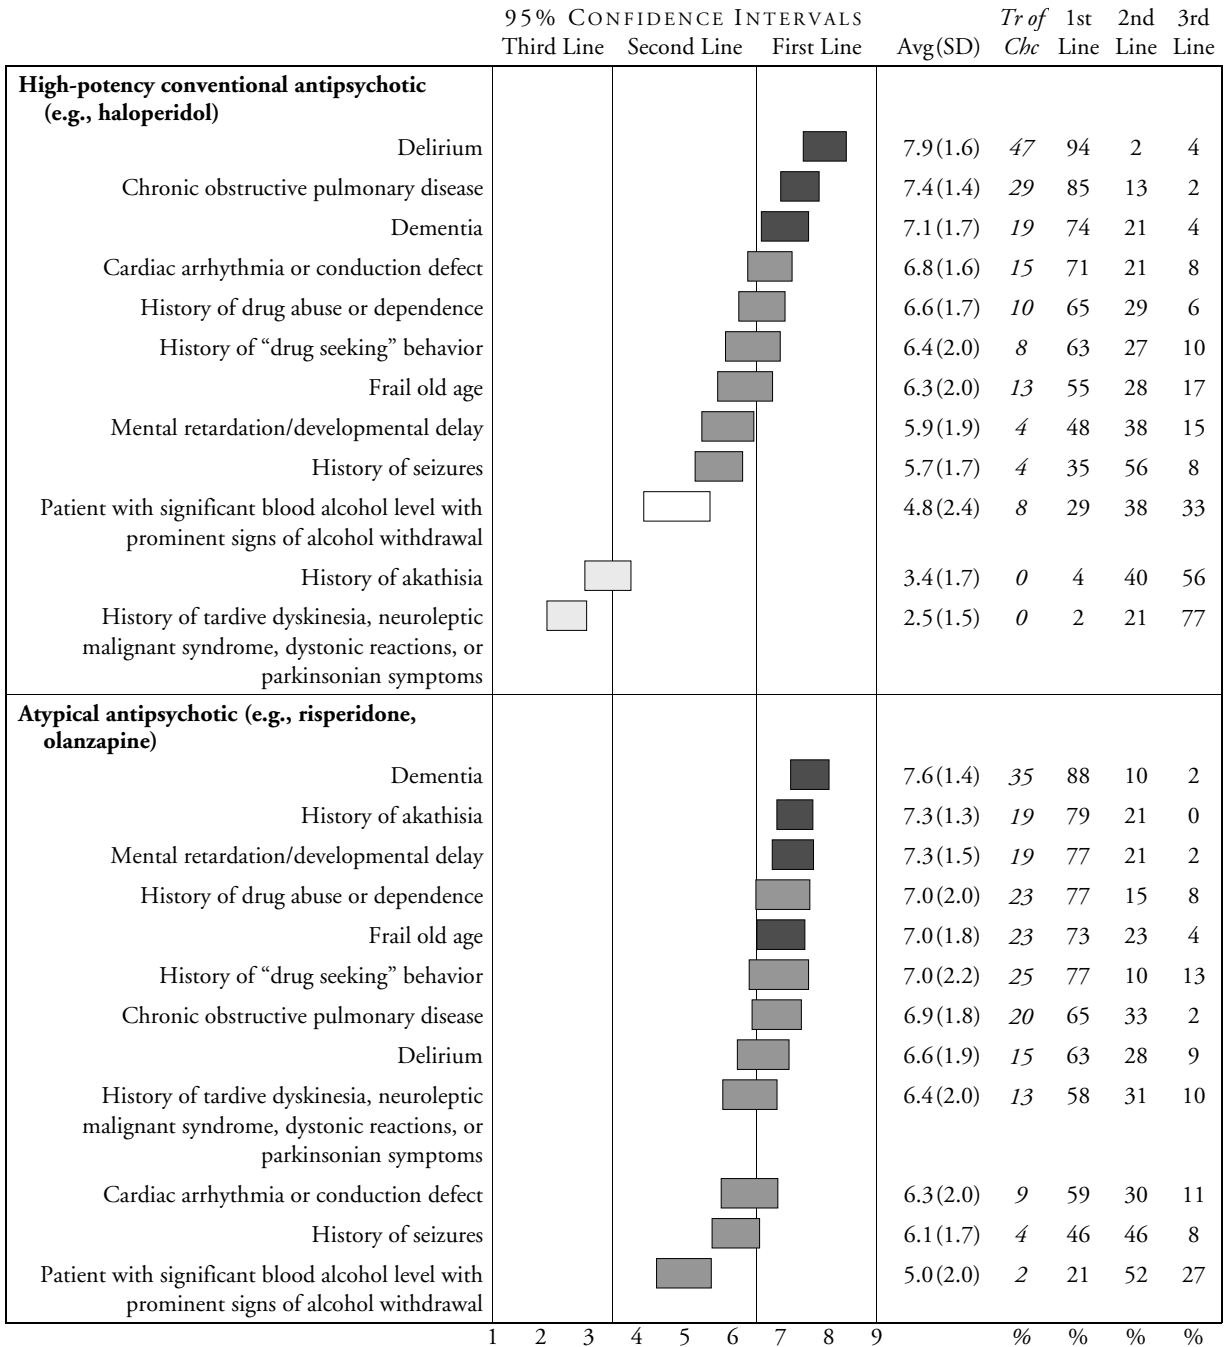 95% CONFIDENCE INTERVALS Tr of 1st 2nd 3rd
Third Line Second Line First Line Avg(SD) Chc Line Line Line
High-potency conventional antipsychotic
(e.g., haloperidol)
Delirium 7.9(1.6) 47 94 2 4
Chronic obstructive pulmonary disease 7.4(1.4) 29 85 13 2
Dementia 7.1(1.7) 19 74 21 4
Cardiac arrhythmia or conduction defect 6.8(1.6) 15 71 21 8
History of drug abuse or dependence 6.6(1.7) 10 65 29 6
History of “drug seeking” behavior 6.4(2.0) 8 63 27 10
Frail old age 6.3(2.0) 13 55 28 17
Mental retardation/developmental delay 5.9(1.9) 4 48 38 15
History of seizures 5.7(1.7) 4 35 56 8
Patient with significant blood alcohol level with 4.8(2.4) 8 29 38 33
prominent signs of alcohol withdrawal
History of akathisia 3.4(1.7) 0 4 40 56
History of tardive dyskinesia, neuroleptic 2.5(1.5) 0 2 21 77
malignant syndrome, dystonic reactions, or
parkinsonian symptoms
Atypical antipsychotic (e.g., risperidone,
olanzapine)
Dementia 7.6(1.4) 35 88 10 2
History of akathisia 7.3(1.3) 19 79 21 0
Mental retardation/developmental delay 7.3(1.5) 19 77 21 2
History of drug abuse or dependence 7.0(2.0) 23 77 15 8
Frail old age 7.0(1.8) 23 73 23 4
History of “drug seeking” behavior 7.0(2.2) 25 77 10 13
Chronic obstructive pulmonary disease 6.9(1.8) 20 65 33 2
Delirium 6.6(1.9) 15 63 28 9
History of tardive dyskinesia, neuroleptic 6.4(2.0) 13 58 31 10
malignant syndrome, dystonic reactions, or
parkinsonian symptoms
Cardiac arrhythmia or conduction defect 6.3(2.0) 9 59 30 11
History of seizures 6.1(1.7) 4 46 46 8
Patient with significant blood alcohol level with 5.0(2.0) 2 21 52 27
prominent signs of alcohol withdrawal
1 2 3 4 5 6 7 8 9 % % % %